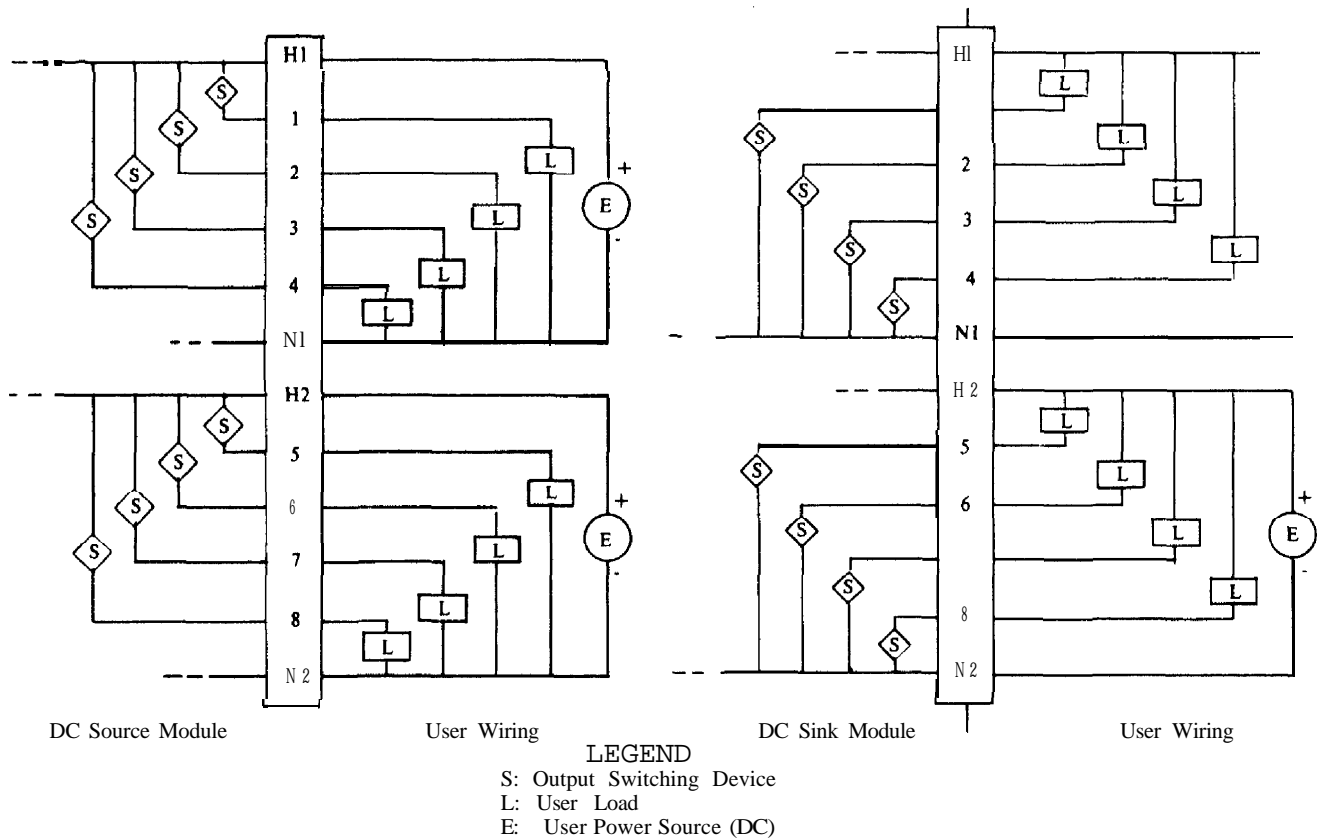 H1
S
1
S
2
L
S
3
L
S
4
L
L
N1
+
E
-
H2
S
5
S
6
L
S
7
L
S
8
L
L
N 2
+
E
-
DC Source Module
User Wiring
H1
L
S
2
L
S
3
L
S
4
L
S
N1
H 2
L
5
S
6
L
S
L
S
8
L
S
N 2
+
E
-
DC Sink Module
User Wiring
LEGEND
S: Output Switching Device
L: User Load
E: User Power Source (DC)